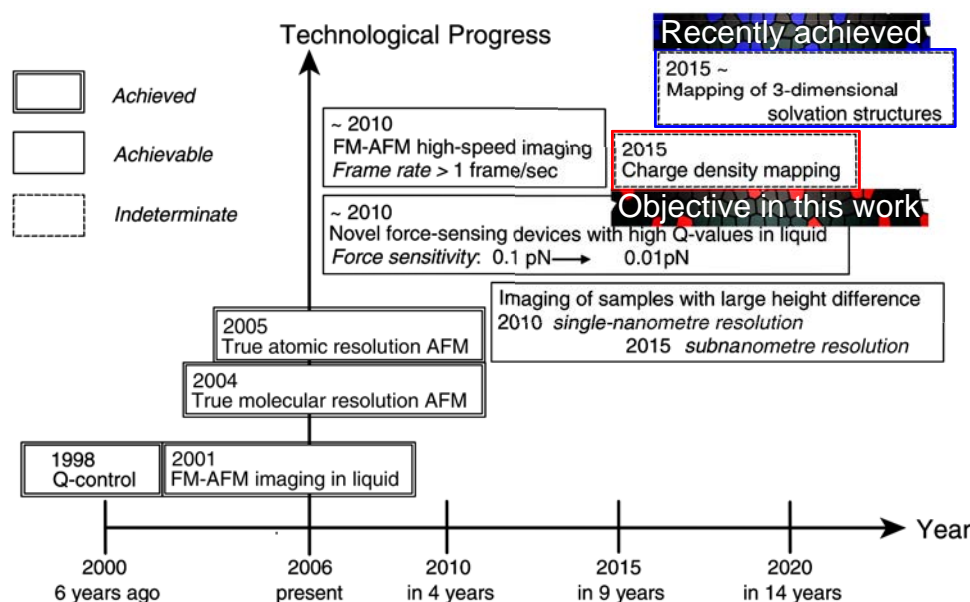 Technological Progress
Recently achieved
Achieved
Achievable
Indeterminate
2015 ~
Mapping of 3-dimensional
solvation structures
~ 2010
FM-AFM high-speed imaging
Frame rate > 1 frame/sec
2015
Charge density mapping
Objective in this work
~ 2010
Novel force-sensing devices with high Q-values in liquid
Force sensitivity: 0.1 pN → 0.01pN
Imaging of samples with large height difference
2010 single-nanometre resolution
2015 subnanometre resolution
2005
True atomic resolution AFM
2004
True molecular resolution AFM
1998
Q-control
2001
FM-AFM imaging in liquid
Year
2000
6 years ago
2006
present
2010
in 4 years
2015
in 9 years
2020
in 14 years